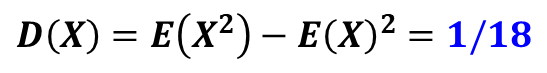 D(X) = E(X²) − E(X)² = 1/18